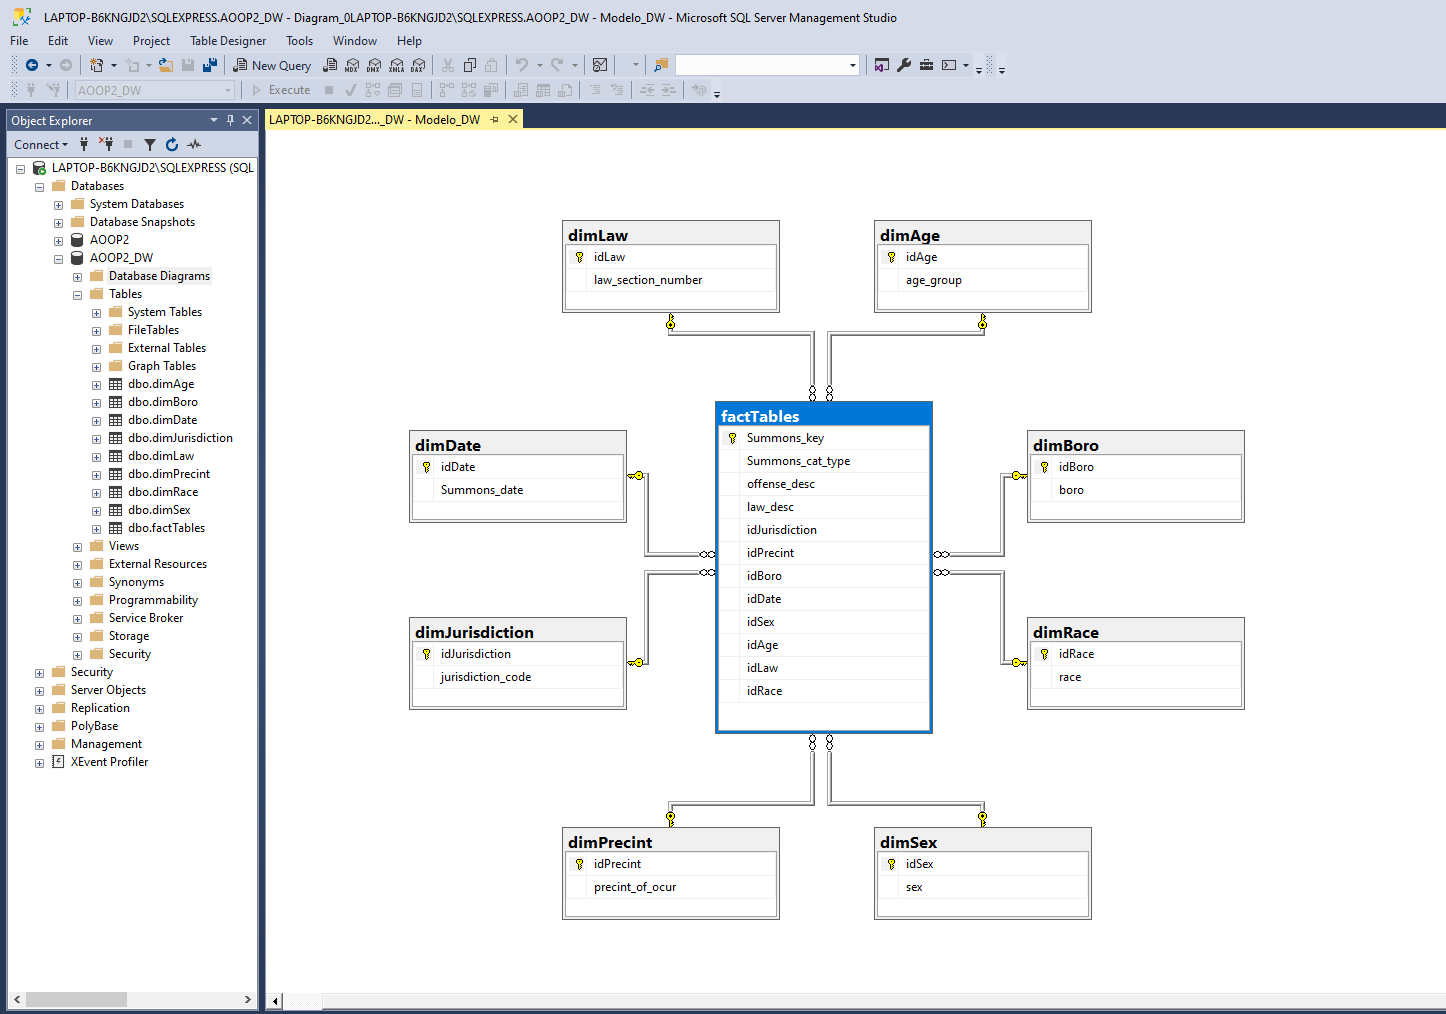 LAPTOP-B6KNGJD2\SQLEXPRESS.AOOP2_DW - Diagram_0LAPTOP-B6KNGJD2\SQLEXPRESS.AOOP2_DW - Modelo_DW - Microsoft SQL Server Management Studio
File Edit View Project Table Designer Tools Window Help
New Query MDX DMX XMLA DAX
AOOP2_DW Execute
Object Explorer
LAPTOP-B6KNGJD2..._DW - Modelo_DW
Connect
LAPTOP-B6KNGJD2\SQLEXPRESS (SQL
Databases
System Databases
Database Snapshots
AOOP2
AOOP2_DW
Database Diagrams
Tables
System Tables
FileTables
External Tables
Graph Tables
dbo.dimAge
dbo.dimBoro
dbo.dimDate
dbo.dimJurisdiction
dbo.dimLaw
dbo.dimPrecint
dbo.dimRace
dbo.dimSex
dbo.factTables
Views
External Resources
Synonyms
Programmability
Service Broker
Storage
Security
Security
Server Objects
Replication
PolyBase
Management
XEvent Profiler
dimLaw
idLaw
law_section_number
dimAge
idAge
age_group
dimDate
idDate
Summons_date
factTables
Summons_key
Summons_cat_type
offense_desc
law_desc
idJurisdiction
idPrecint
idBoro
idDate
idSex
idAge
idLaw
idRace
dimBoro
idBoro
boro
dimJurisdiction
idJurisdiction
jurisdiction_code
dimRace
idRace
race
dimPrecint
idPrecint
precint_of_ocur
dimSex
idSex
sex